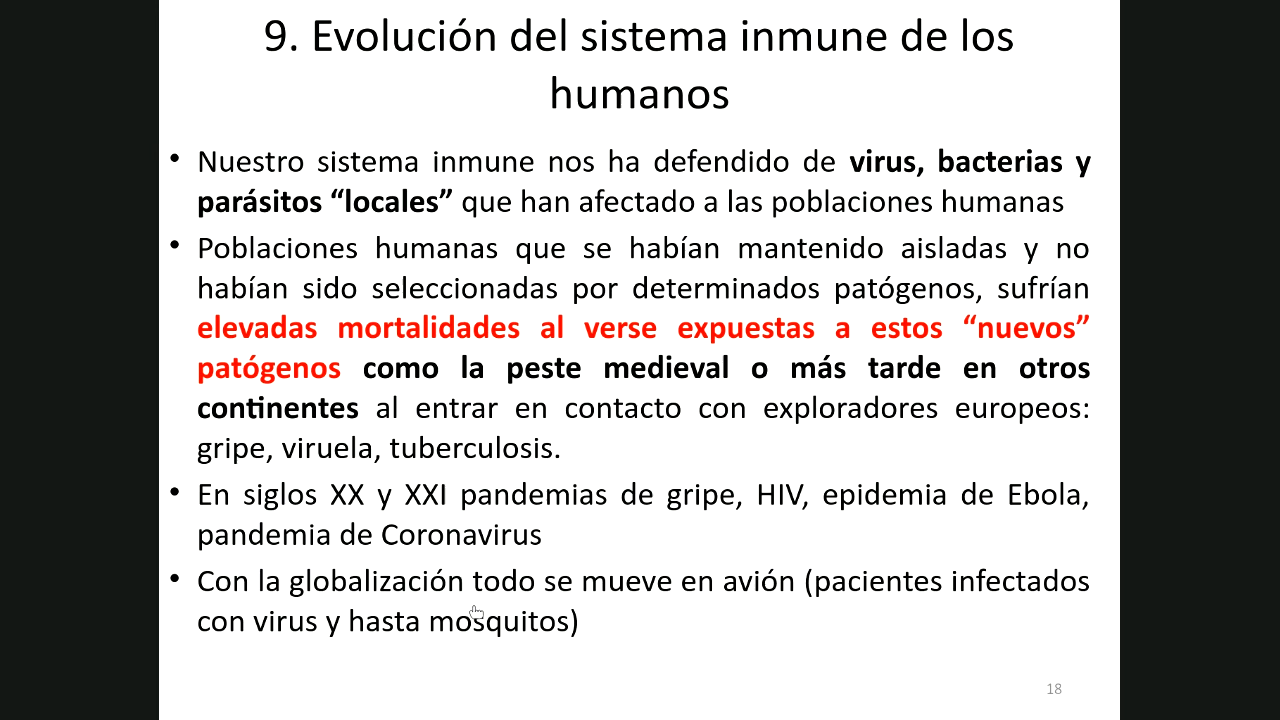 9. Evolución del sistema inmune de los
humanos
• Nuestro sistema inmune nos ha defendido de virus, bacterias y
parásitos “locales” que han afectado a las poblaciones humanas
• Poblaciones humanas que se habían mantenido aisladas y no
habían sido seleccionadas por determinados patógenos, sufrían
elevadas mortalidades al verse expuestas a estos “nuevos”
patógenos como la peste medieval o más tarde en otros
continentes al entrar en contacto con exploradores europeos:
gripe, viruela, tuberculosis.
• En siglos XX y XXI pandemias de gripe, HIV, epidemia de Ebola,
pandemia de Coronavirus
• Con la globalización todo se mueve en avión (pacientes infectados
con virus y hasta mosquitos)
18